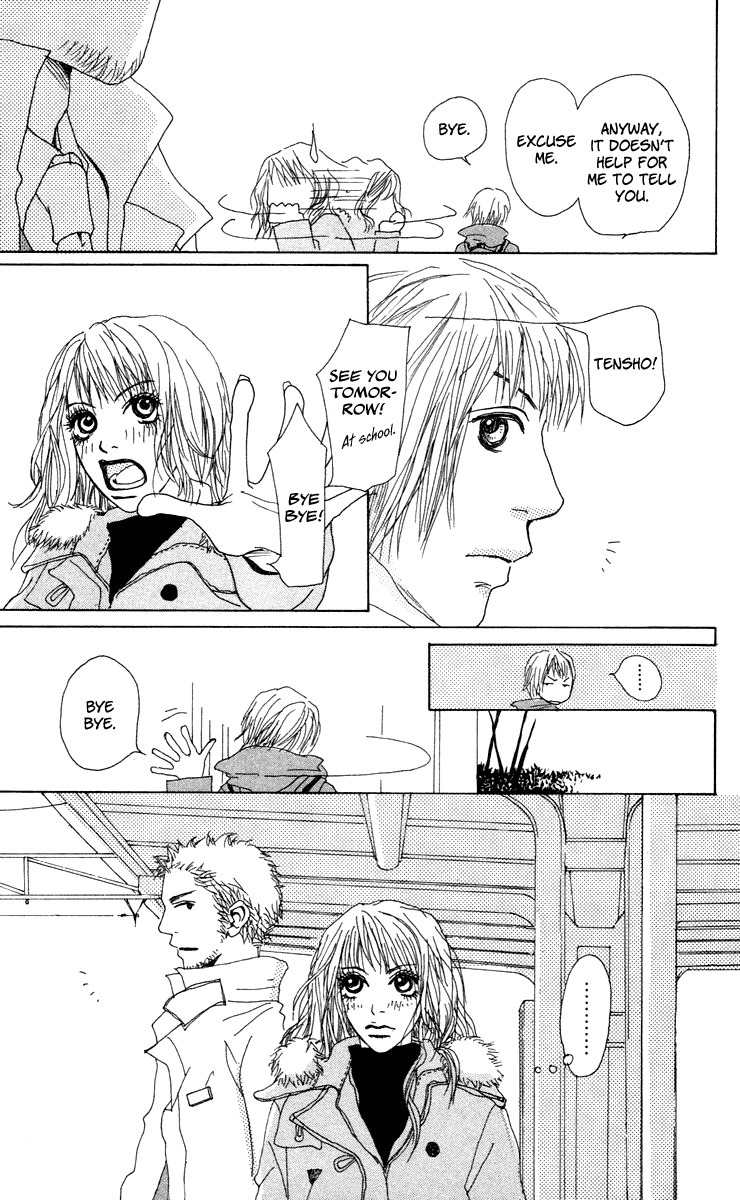 ANYWAY,
IT DOESN'T
HELP FOR
ME TO TELL
YOU.
EXCUSE
ME.
BYE.
TENSHO!
SEE YOU
TOMOR-
ROW!
At school.
BYE
BYE!
......
BYE
BYE.
........